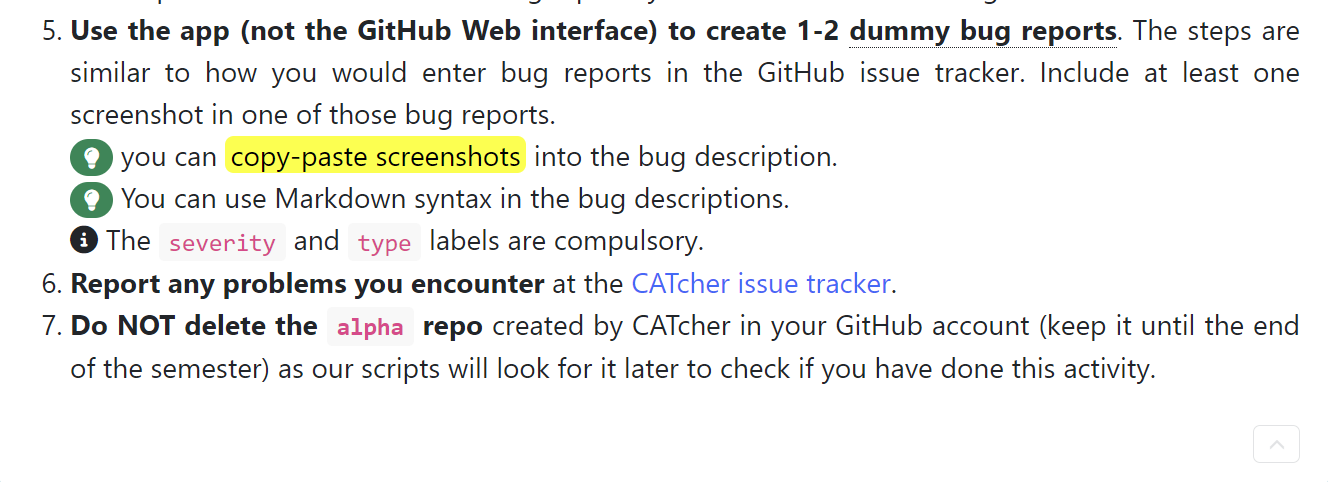 5. Use the app (not the GitHub Web interface) to create 1-2 dummy bug reports. The steps are
similar to how you would enter bug reports in the GitHub issue tracker. Include at least one
screenshot in one of those bug reports.
you can copy-paste screenshots into the bug description.
You can use Markdown syntax in the bug descriptions.
The severity and type labels are compulsory.
6. Report any problems you encounter at the CATcher issue tracker.
7. Do NOT delete the alpha repo created by CATcher in your GitHub account (keep it until the end
of the semester) as our scripts will look for it later to check if you have done this activity.